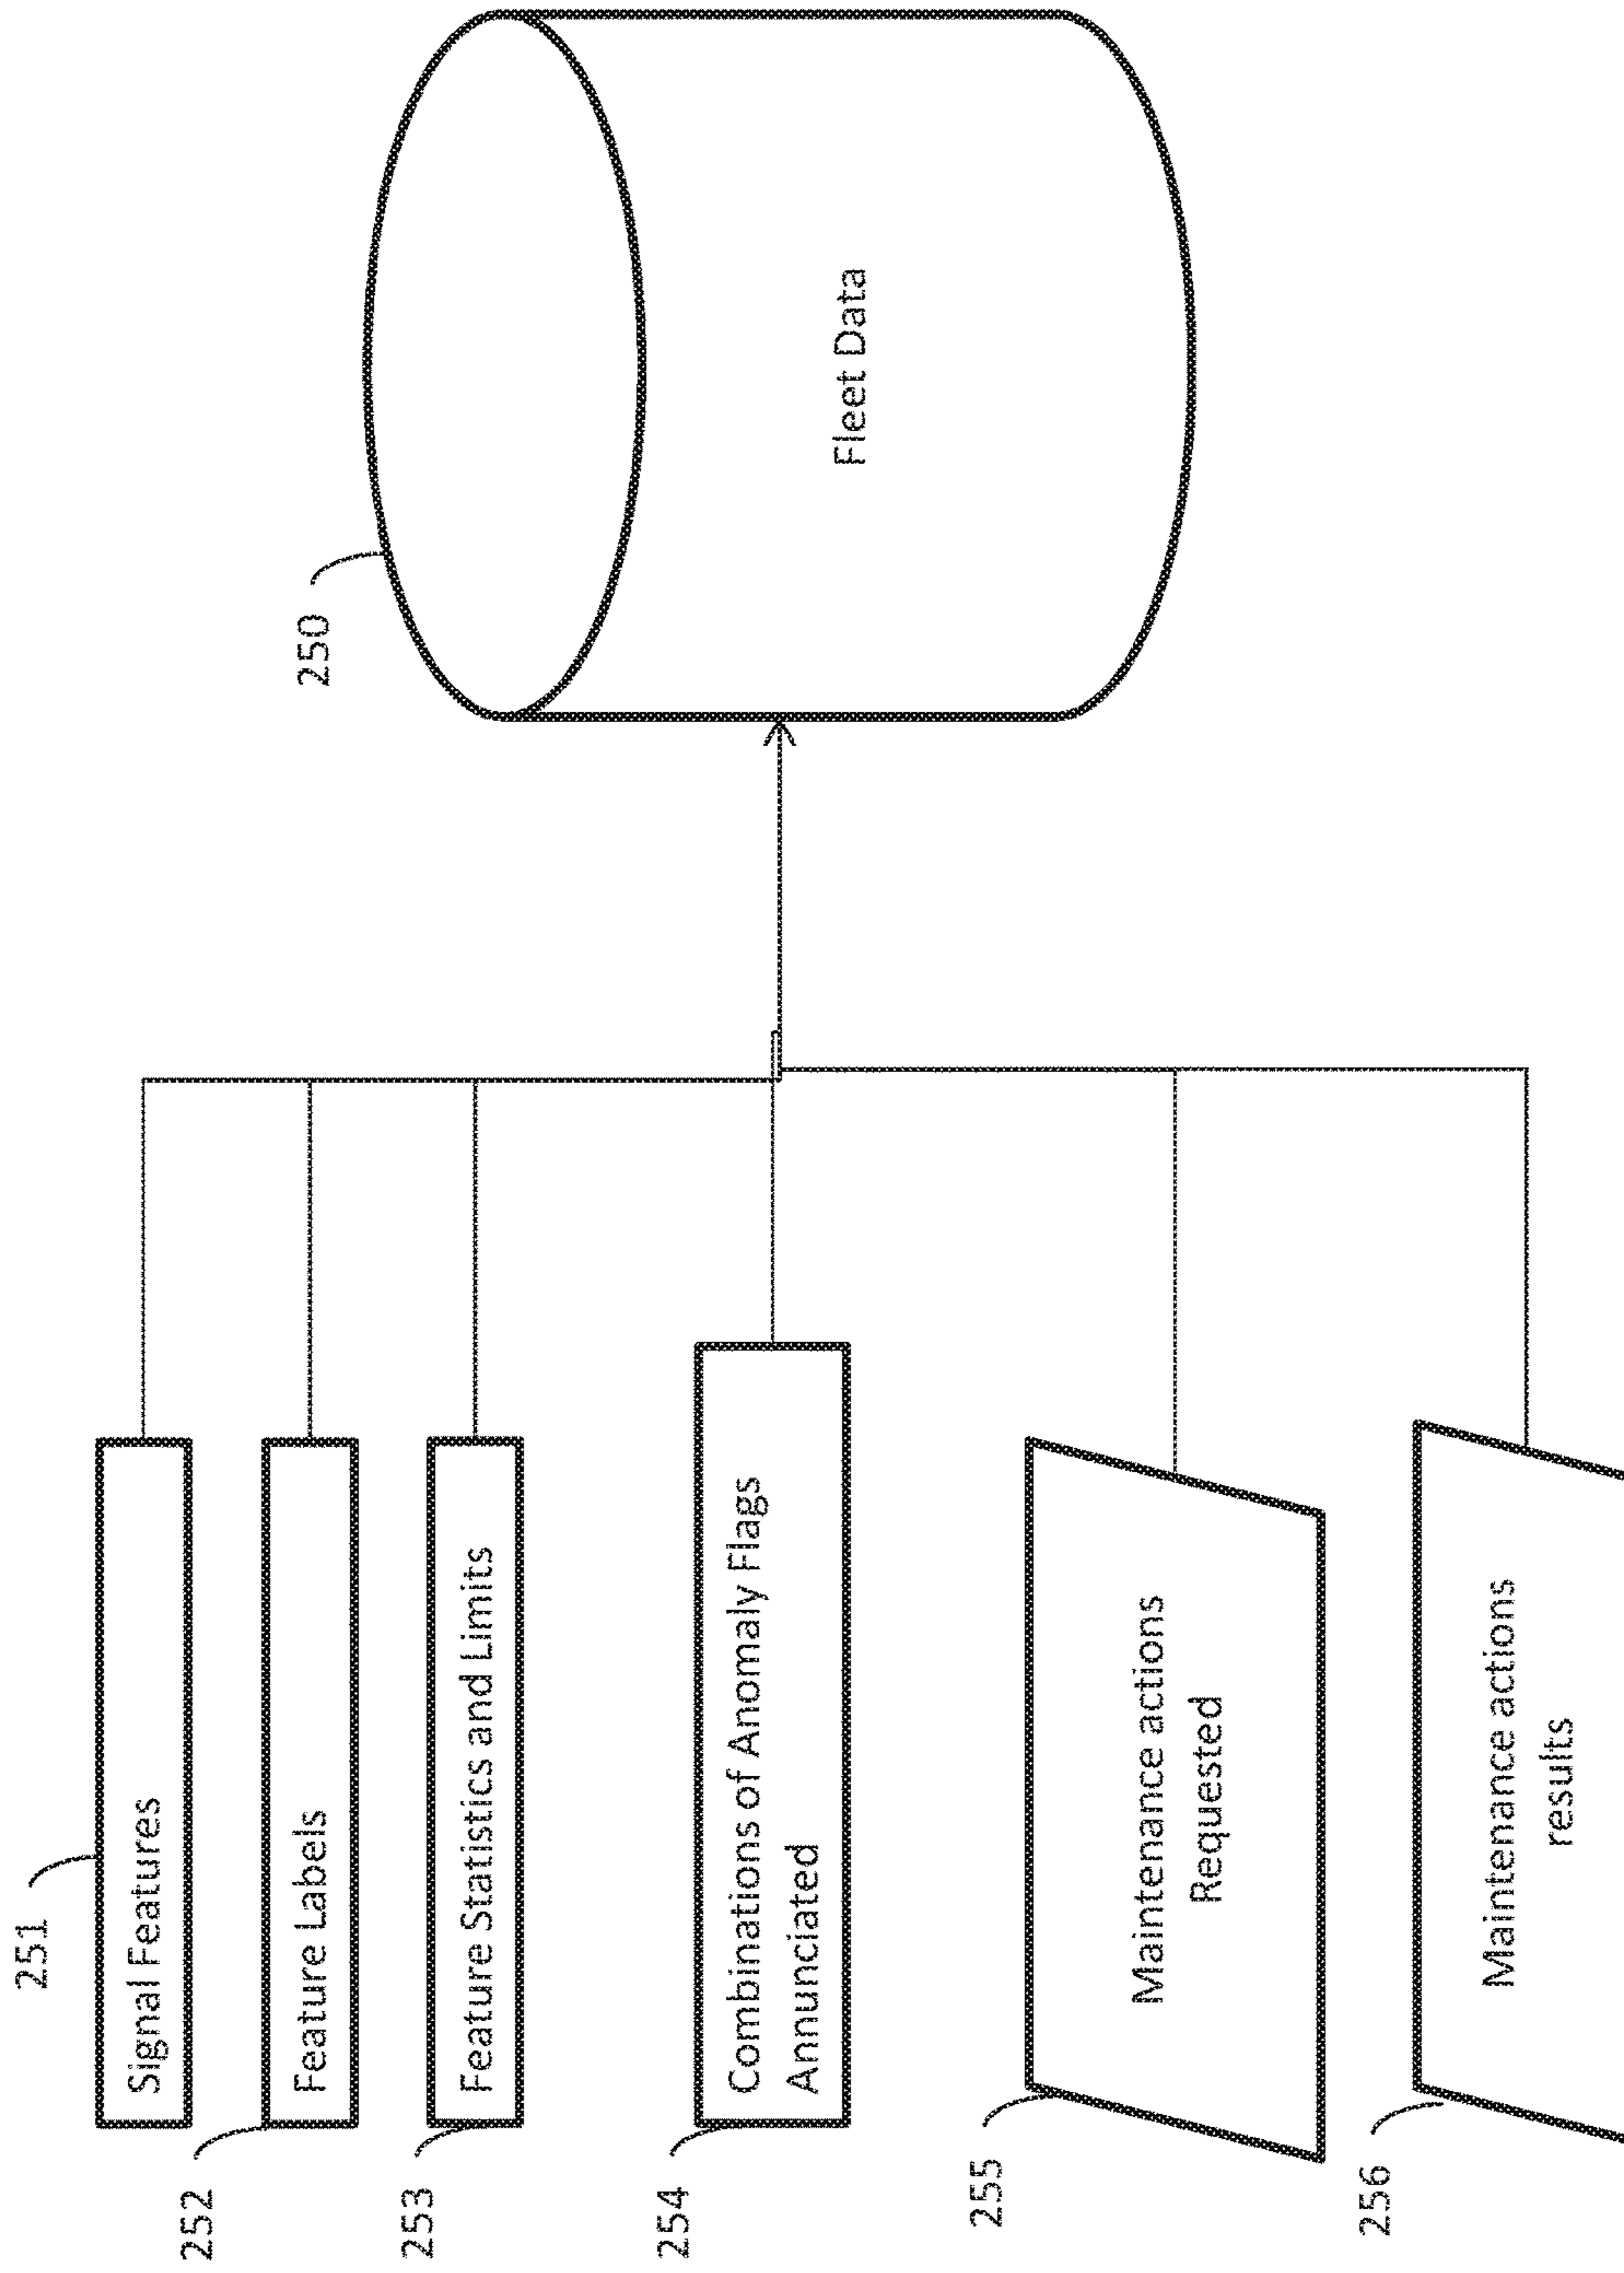 251
Signal Features
252
Feature Labels
253
Feature Statistics and Limits
254
Combinations of Anomaly Flags
Annunciated
255
Maintenance actions
Requested
256
Maintenance actions
results
250
Fleet Data